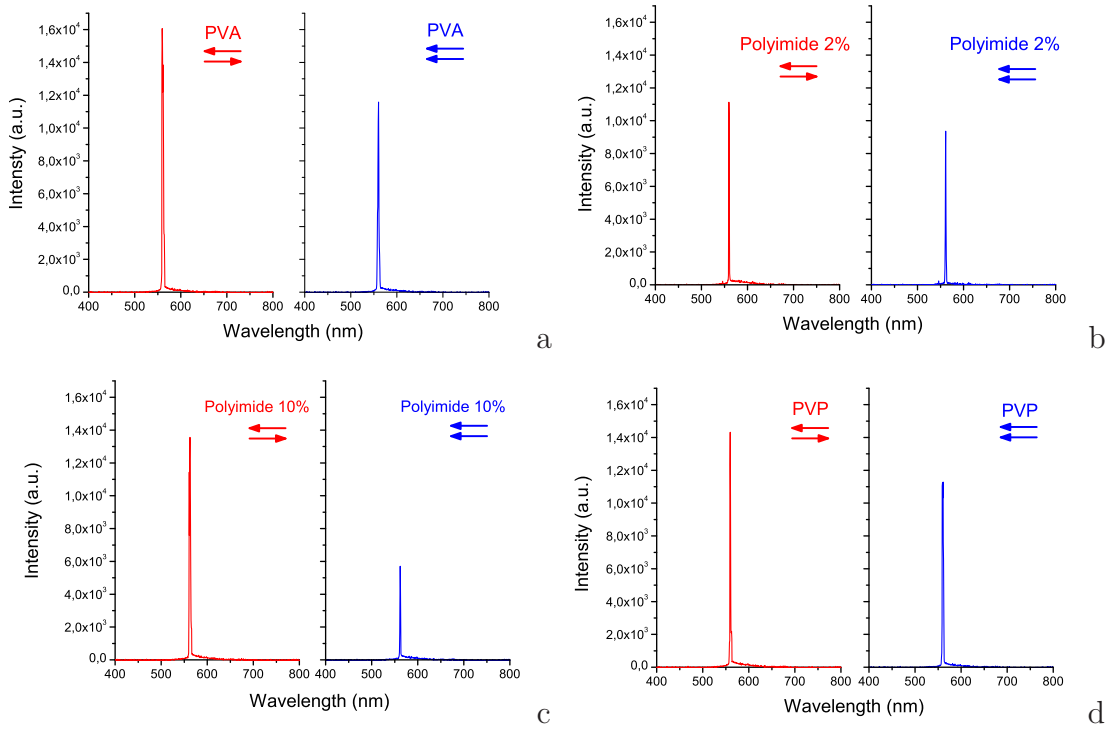 Intensty (a.u.)
1,6x10⁴
1,4x10⁴
1,2x10⁴
1,0x10⁴
8,0x10³
6,0x10³
4,0x10³
2,0x10³
0,0
PVA
PVA
400 500 600 700 800
400 500 600 700 800
Wavelength (nm)
a
Intensity (a.u.)
1,6x10⁴
1,4x10⁴
1,2x10⁴
1,0x10⁴
8,0x10³
6,0x10³
4,0x10³
2,0x10³
0,0
Polyimide 2%
Polyimide 2%
400 500 600 700 800
400 500 600 700 800
Wavelength (nm)
b
Intensity (a.u.)
1,6x10⁴
1,4x10⁴
1,2x10⁴
1,0x10⁴
8,0x10³
6,0x10³
4,0x10³
2,0x10³
0,0
Polyimide 10%
Polyimide 10%
400 500 600 700 800
400 500 600 700 800
Wavelength (nm)
c
Intensity (a.u.)
1,6x10⁴
1,4x10⁴
1,2x10⁴
1,0x10⁴
8,0x10³
6,0x10³
4,0x10³
2,0x10³
0,0
PVP
PVP
400 500 600 700 800
400 500 600 700 800
Wavelength (nm)
d